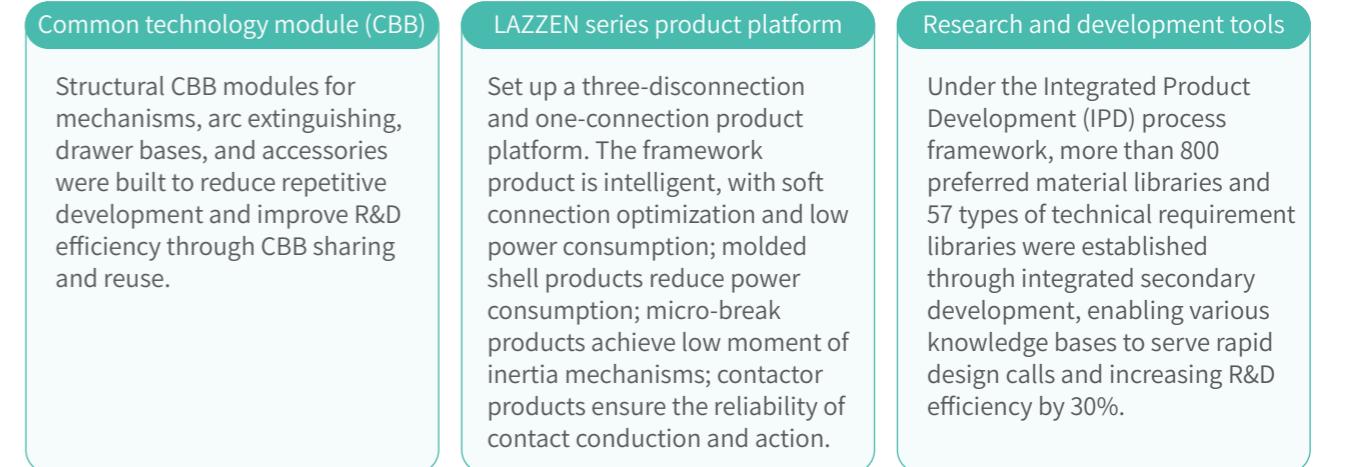 Common technology module (CBB)
Structural CBB modules for
mechanisms, arc extinguishing,
drawer bases, and accessories
were built to reduce repetitive
development and improve R&D
efficiency through CBB sharing
and reuse.
LAZZEN series product platform
Set up a three-disconnection
and one-connection product
platform. The framework
product is intelligent, with soft
connection optimization and low
power consumption; molded
shell products reduce power
consumption; micro-break
products achieve low moment of
inertia mechanisms; contactor
products ensure the reliability of
contact conduction and action.
Research and development tools
Under the Integrated Product
Development (IPD) process
framework, more than 800
preferred material libraries and
57 types of technical requirement
libraries were established
through integrated secondary
development, enabling various
knowledge bases to serve rapid
design calls and increasing R&D
efficiency by 30%.